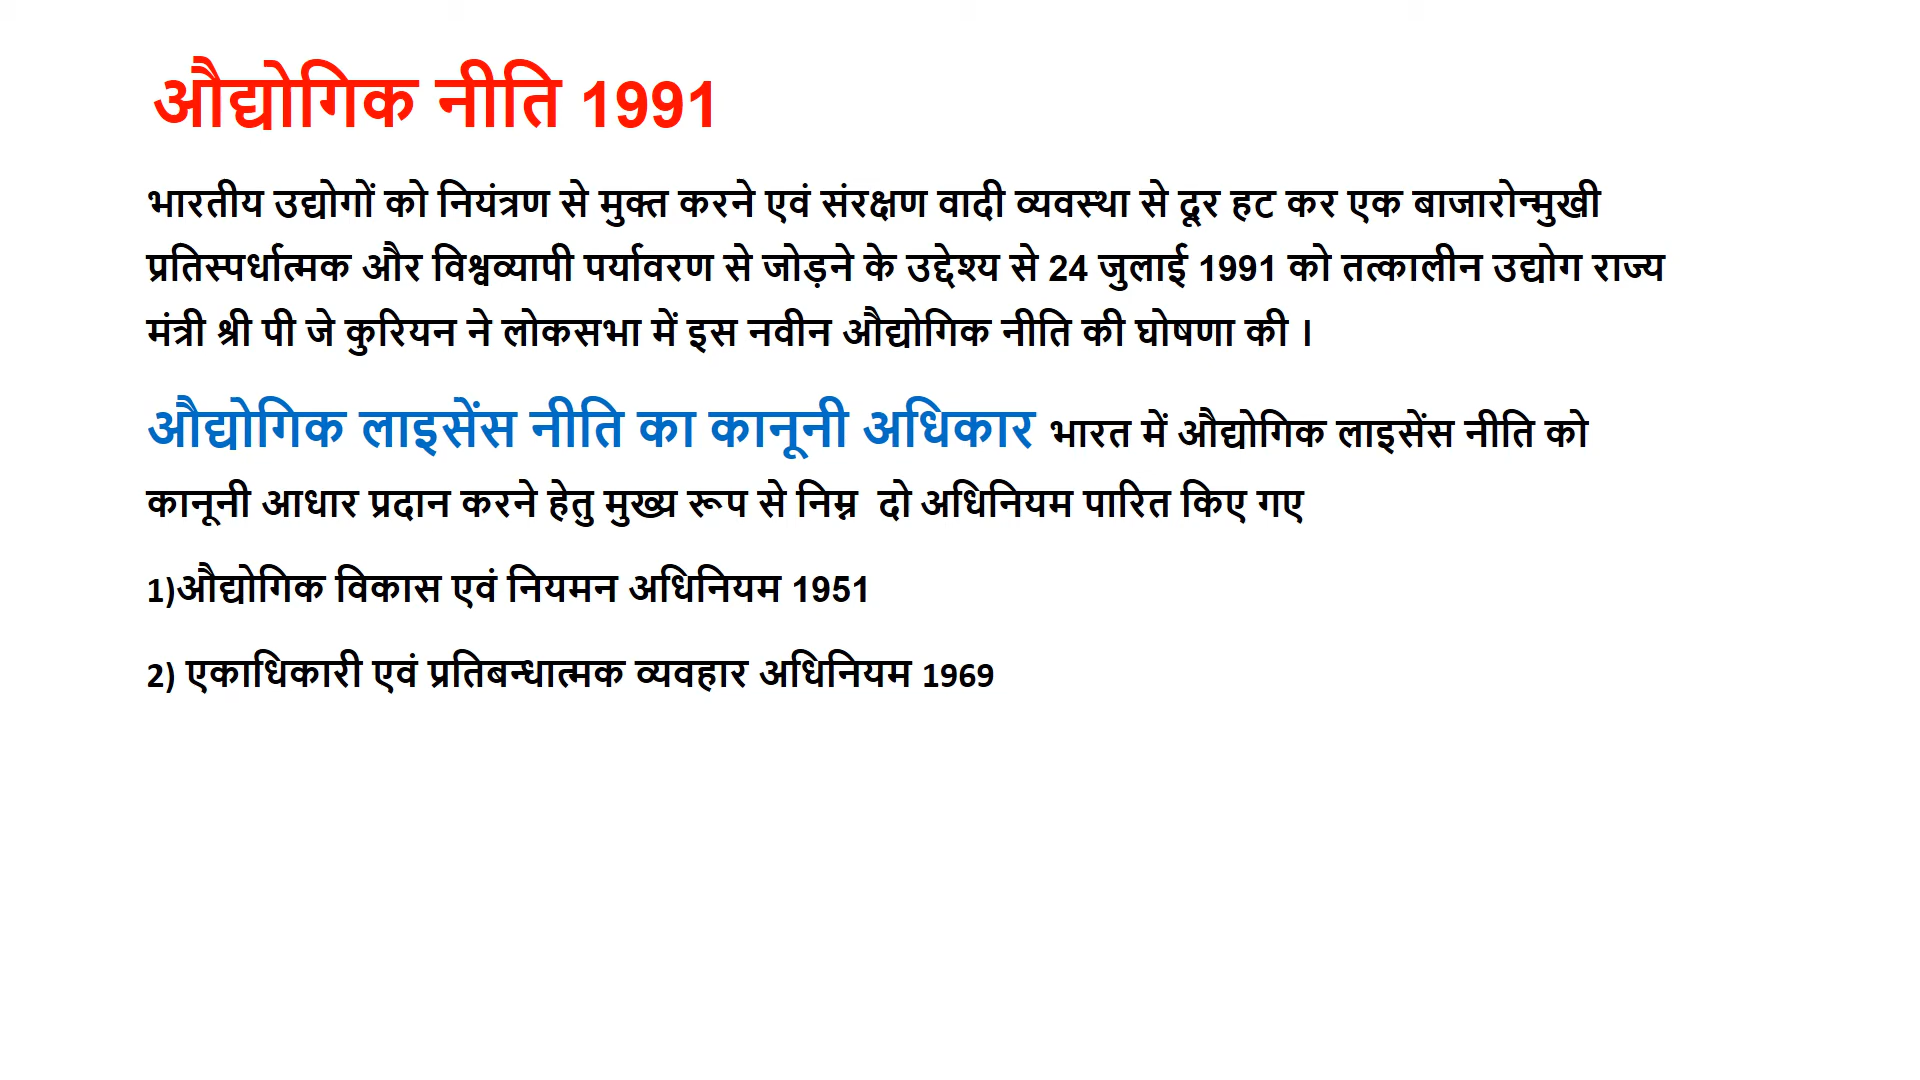 औद्योगिक नीति 1991
भारतीय उद्योगों को नियंत्रण से मुक्त करने एवं संरक्षण वादी व्यवस्था से दूर हट कर एक बाजारोन्मुखी
प्रतिस्पर्धात्मक और विश्वव्यापी पर्यावरण से जोड़ने के उद्देश्य से 24 जुलाई 1991 को तत्कालीन उद्योग राज्य
मंत्री श्री पी जे कुरियन ने लोकसभा में इस नवीन औद्योगिक नीति की घोषणा की ।
औद्योगिक लाइसेंस नीति का कानूनी अधिकार भारत में औद्योगिक लाइसेंस नीति को
कानूनी आधार प्रदान करने हेतु मुख्य रूप से निम्न  दो अधिनियम पारित किए गए
1)औद्योगिक विकास एवं नियमन अधिनियम 1951
2) एकाधिकारी एवं प्रतिबन्धात्मक व्यवहार अधिनियम 1969